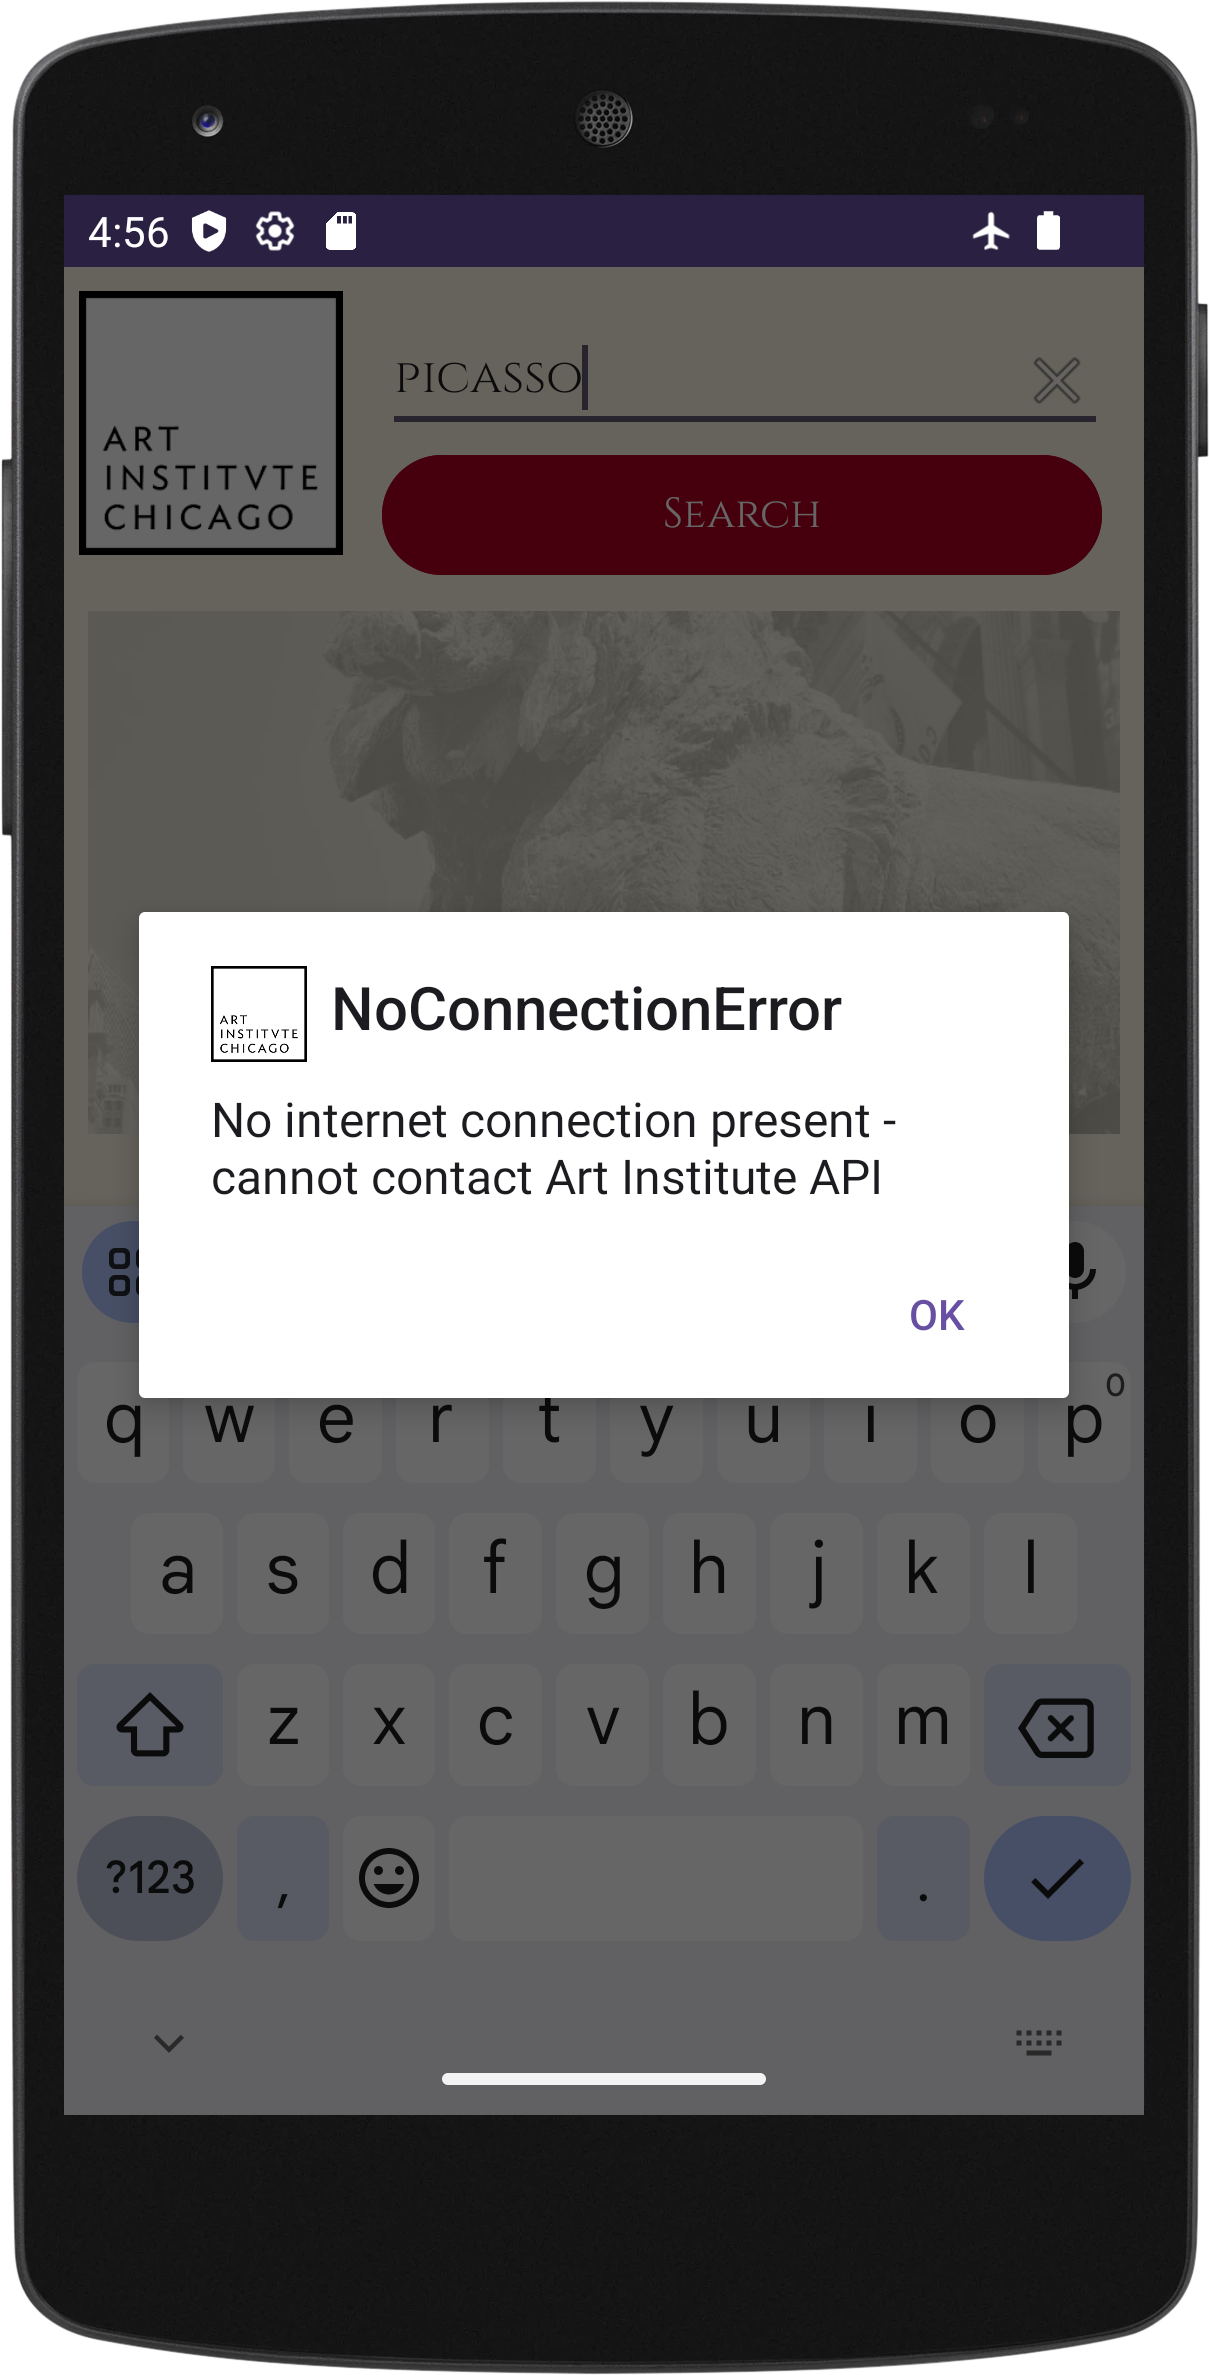 4:56
ART
INSTITVTE
CHICAGO
PICASSO
SEARCH
ART
INSTITVTE
CHICAGO
NoConnectionError
No internet connection present -
cannot contact Art Institute API
OK
q w e r t y u i o p 0
a s d f g h j k l
z x c v b n m
?123 , .